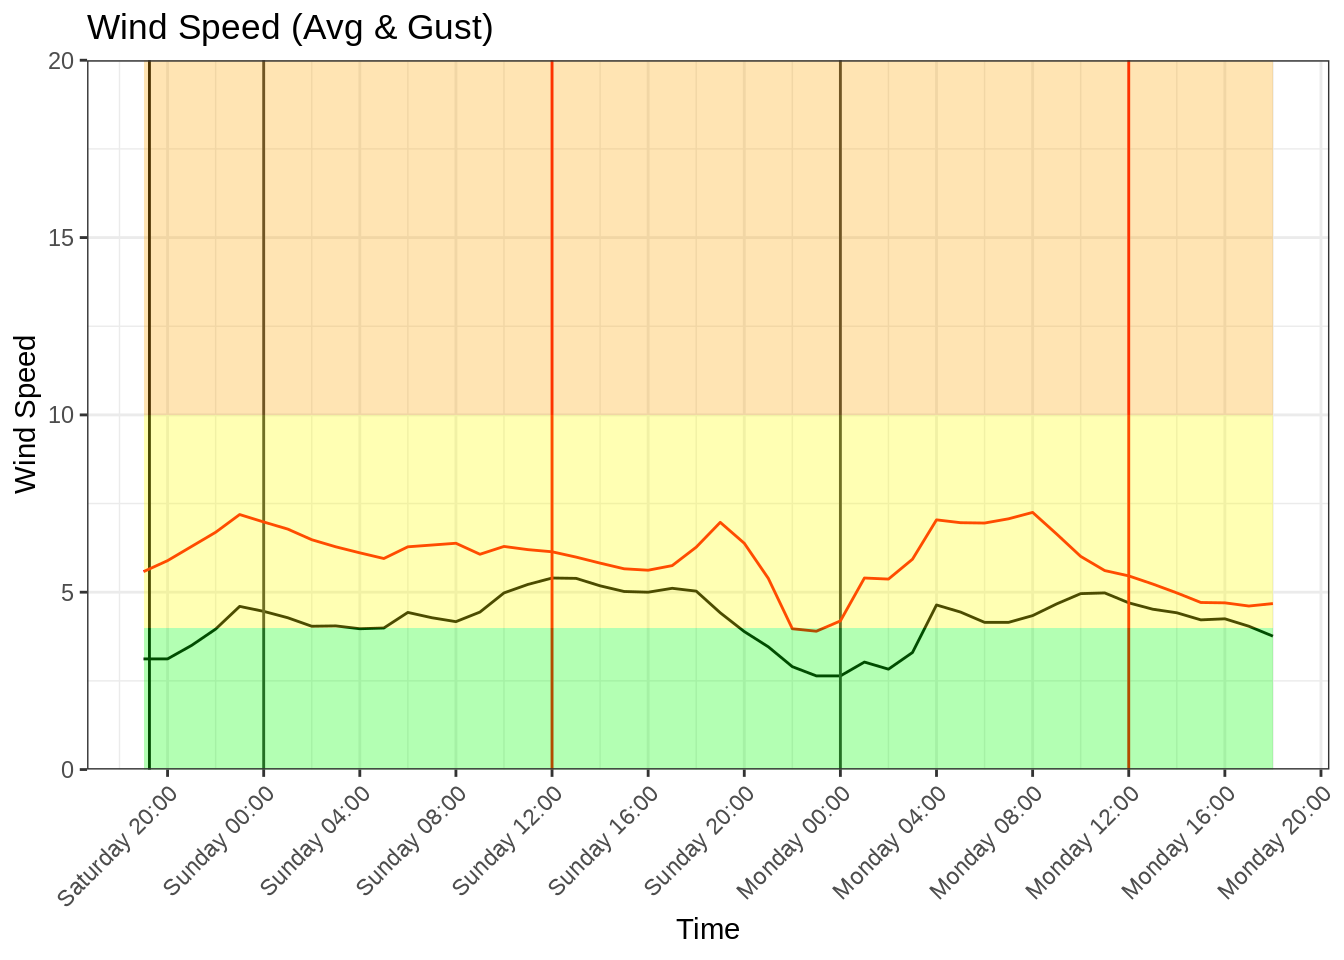 Wind Speed (Avg & Gust)
20
15
10
5
0
Wind Speed
Saturday 20:00
Sunday 00:00
Sunday 04:00
Sunday 08:00
Sunday 12:00
Sunday 16:00
Sunday 20:00
Monday 00:00
Monday 04:00
Monday 08:00
Monday 12:00
Monday 16:00
Monday 20:00
Time